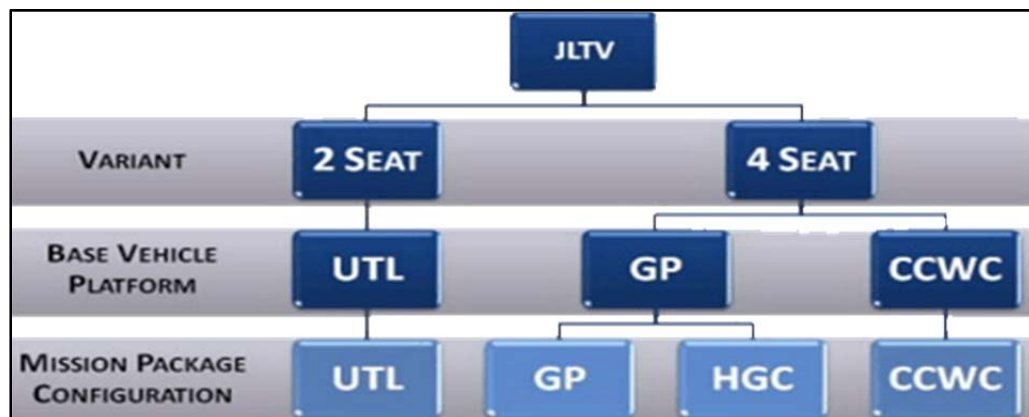 JLTV
VARIANT
2 SEAT
4 SEAT
BASE VEHICLE
PLATFORM
UTL
GP
CCWC
MISSION PACKAGE
CONFIGURATION
UTL
GP
HGC
CCWC